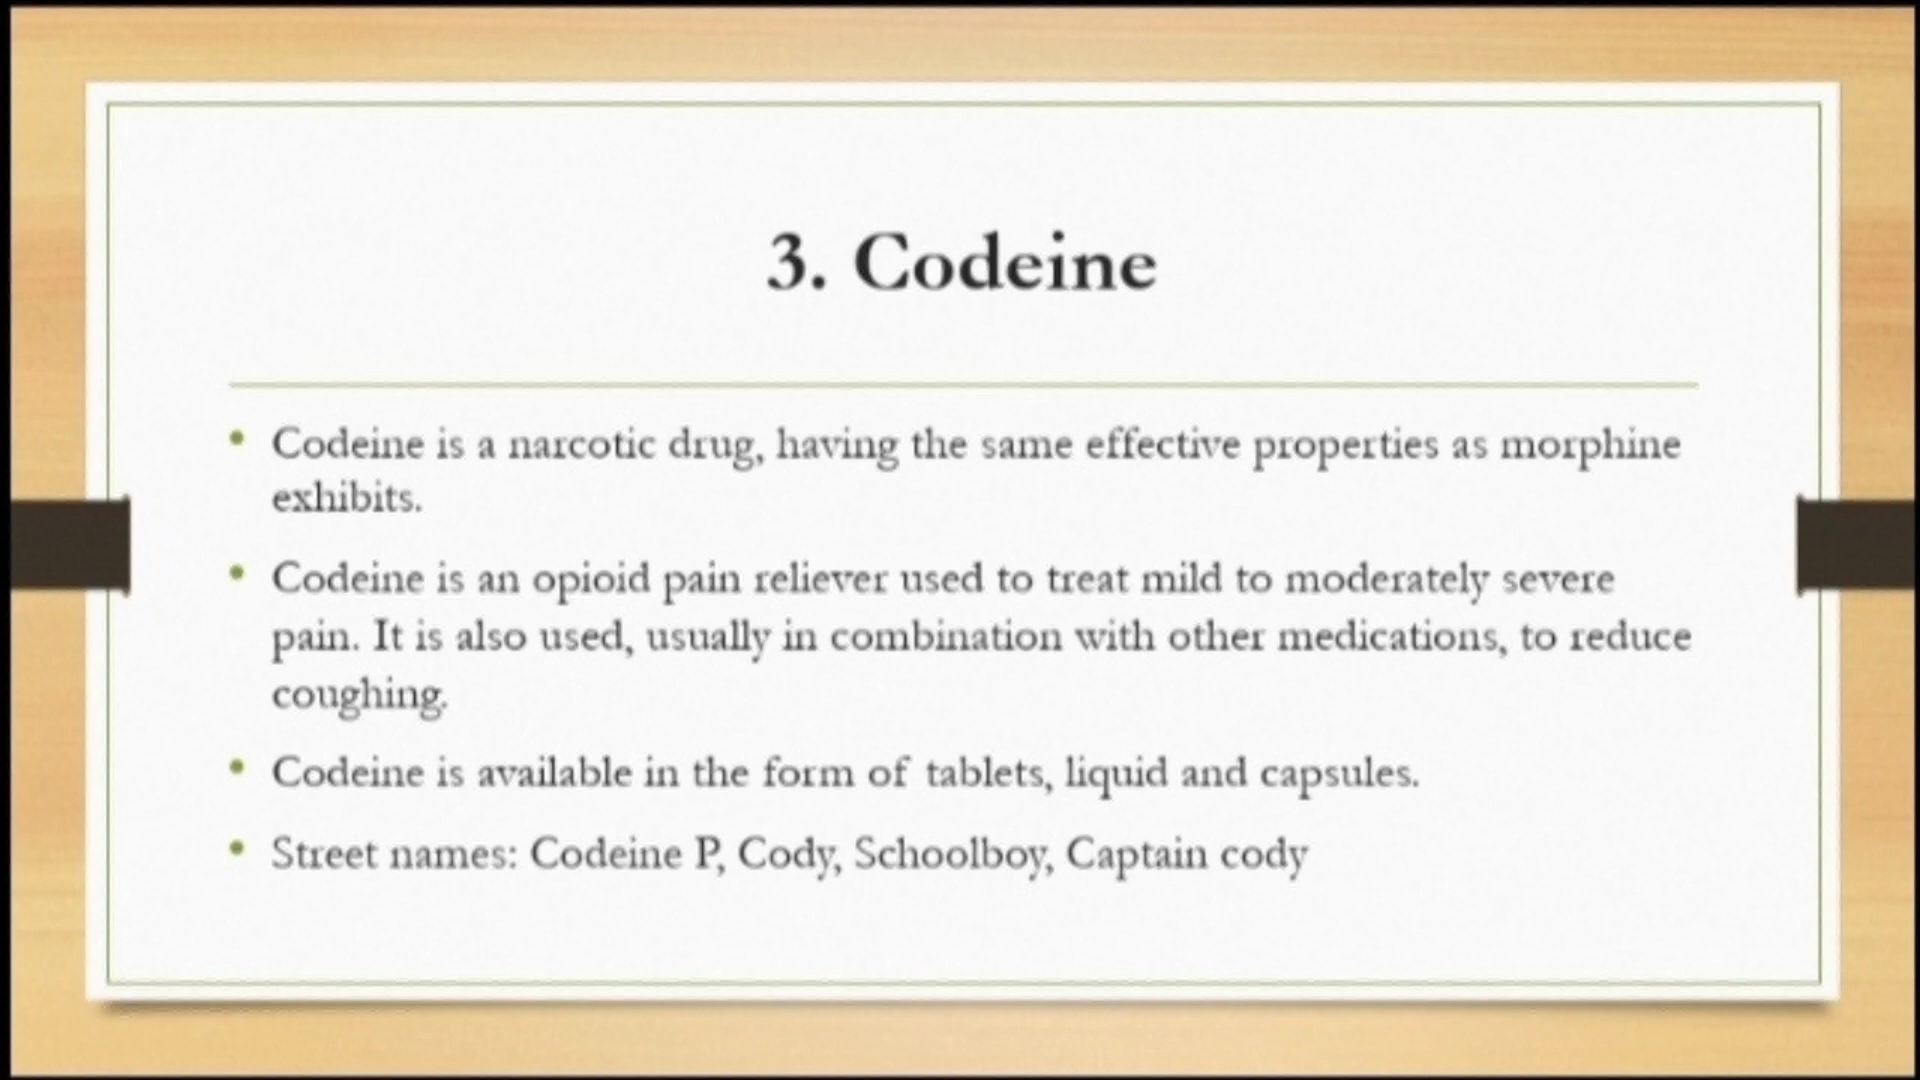 3. Codeine
• Codeine is a narcotic drug, having the same effective properties as morphine
exhibits.
• Codeine is an opioid pain reliever used to treat mild to moderately severe
pain. It is also used, usually in combination with other medications, to reduce
coughing.
• Codeine is available in the form of tablets, liquid and capsules.
• Street names: Codeine P, Cody, Schoolboy, Captain cody